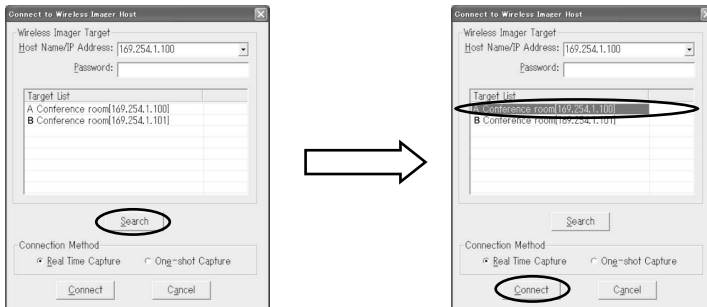 Connect to Wireless Imager Host
Wireless Imager Target
Host Name/IP Address: 169.254.1.100
Password:
Target List
A Conference room[169.254.1.100]
B Conference room[169.254.1.101]
Search
Connection Method
Real Time Capture One-shot Capture
Connect Cancel
Connect to Wireless Imager Host
Wireless Imager Target
Host Name/IP Address: 169.254.1.100
Password:
Target List
A Conference room[169.254.1.100]
B Conference room[169.254.1.101]
Search
Connection Method
Real Time Capture One-shot Capture
Connect Cancel